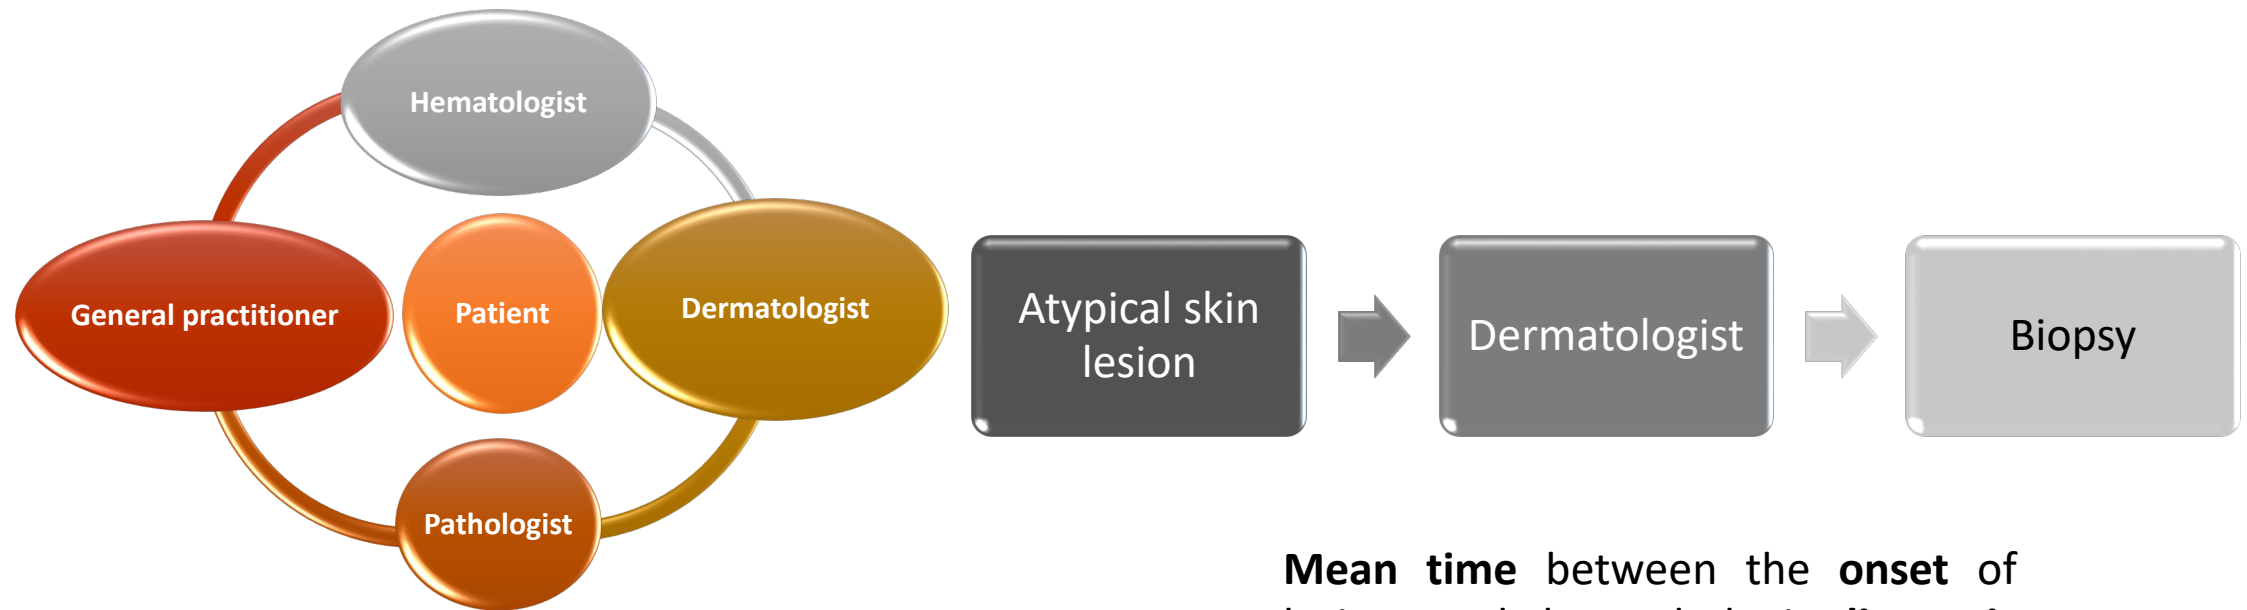 Hematologist
General practitioner
Patient
Dermatologist
Pathologist
Atypical skin
lesion
Dermatologist
Biopsy
Mean time between the onset of